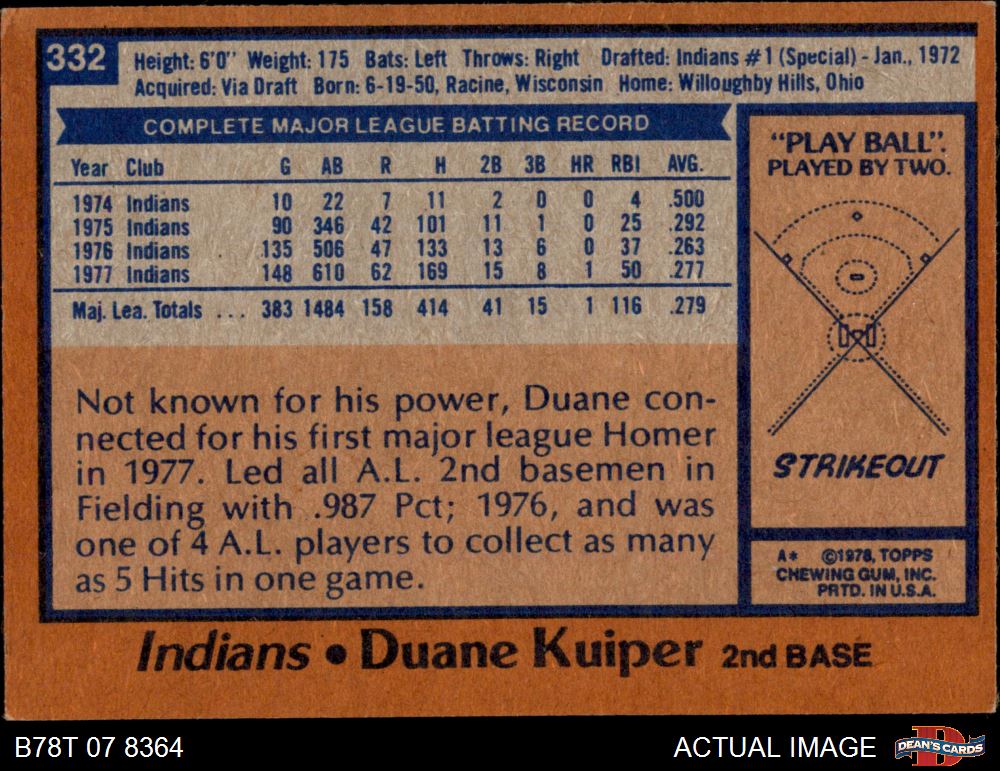 332
Height: 6'0" Weight: 175 Bats: Left Throws: Right Drafted: Indians #1 (Special) - Jan., 1972
Acquired: Via Draft Born: 6-19-50, Racine, Wisconsin Home: Willoughby Hills, Ohio
COMPLETE MAJOR LEAGUE BATTING RECORD
Year Club G AB R H 2B 3B HR RBI AVG.
1974 Indians 10 22 7 11 2 0 0 4 .500
1975 Indians 90 346 42 101 11 1 0 25 .292
1976 Indians 135 506 47 133 13 6 0 37 .263
1977 Indians 148 610 62 169 15 8 1 50 .277
Maj. Lea. Totals ... 383 1484 158 414 41 15 1 116 .279
Not known for his power, Duane con-
nected for his first major league Homer
in 1977. Led all A.L. 2nd basemen in
Fielding with .987 Pct; 1976, and was
one of 4 A.L. players to collect as many
as 5 Hits in one game.
"PLAY BALL".
PLAYED BY TWO.
STRIKEOUT
A* ©1978, TOPPS
CHEWING GUM, INC.
PRTD. IN U.S.A.
Indians • Duane Kuiper 2nd BASE
B78T 07 8364
ACTUAL IMAGE
DEAN'S CARDS